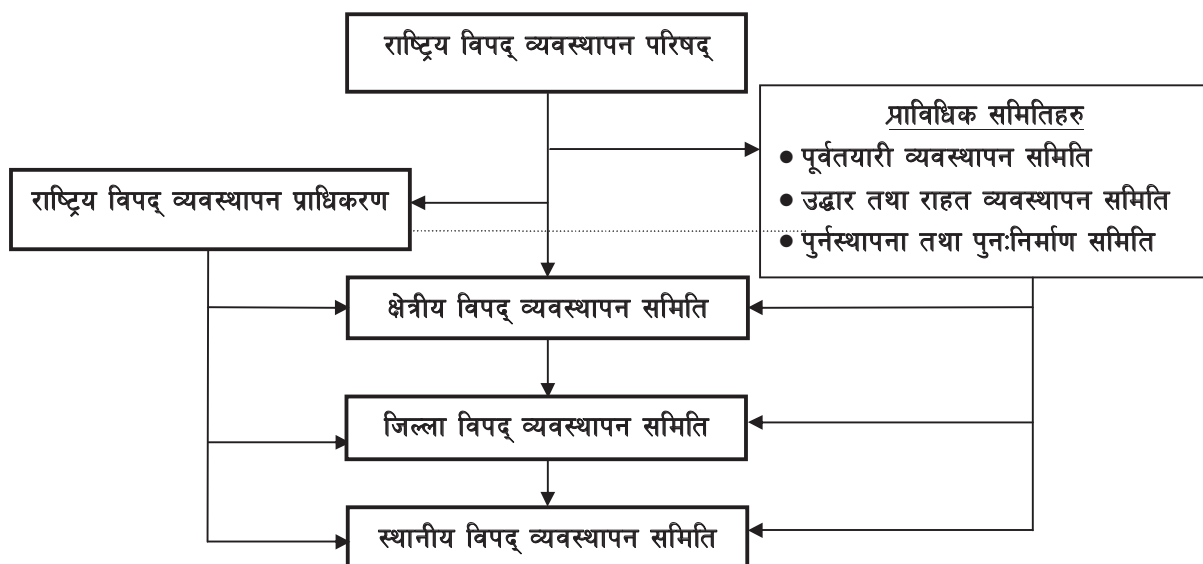 राष्ट्रिय विपद् व्यवस्थापन परिषद्
प्राविधिक समितिहरु
● पूर्वतयारी व्यवस्थापन समिति
● उद्धार तथा राहत व्यवस्थापन समिति
● पुर्नस्थापना तथा पुनःनिर्माण समिति
राष्ट्रिय विपद् व्यवस्थापन प्राधिकरण
क्षेत्रीय विपद् व्यवस्थापन समिति
जिल्ला विपद् व्यवस्थापन समिति
स्थानीय विपद् व्यवस्थापन समिति